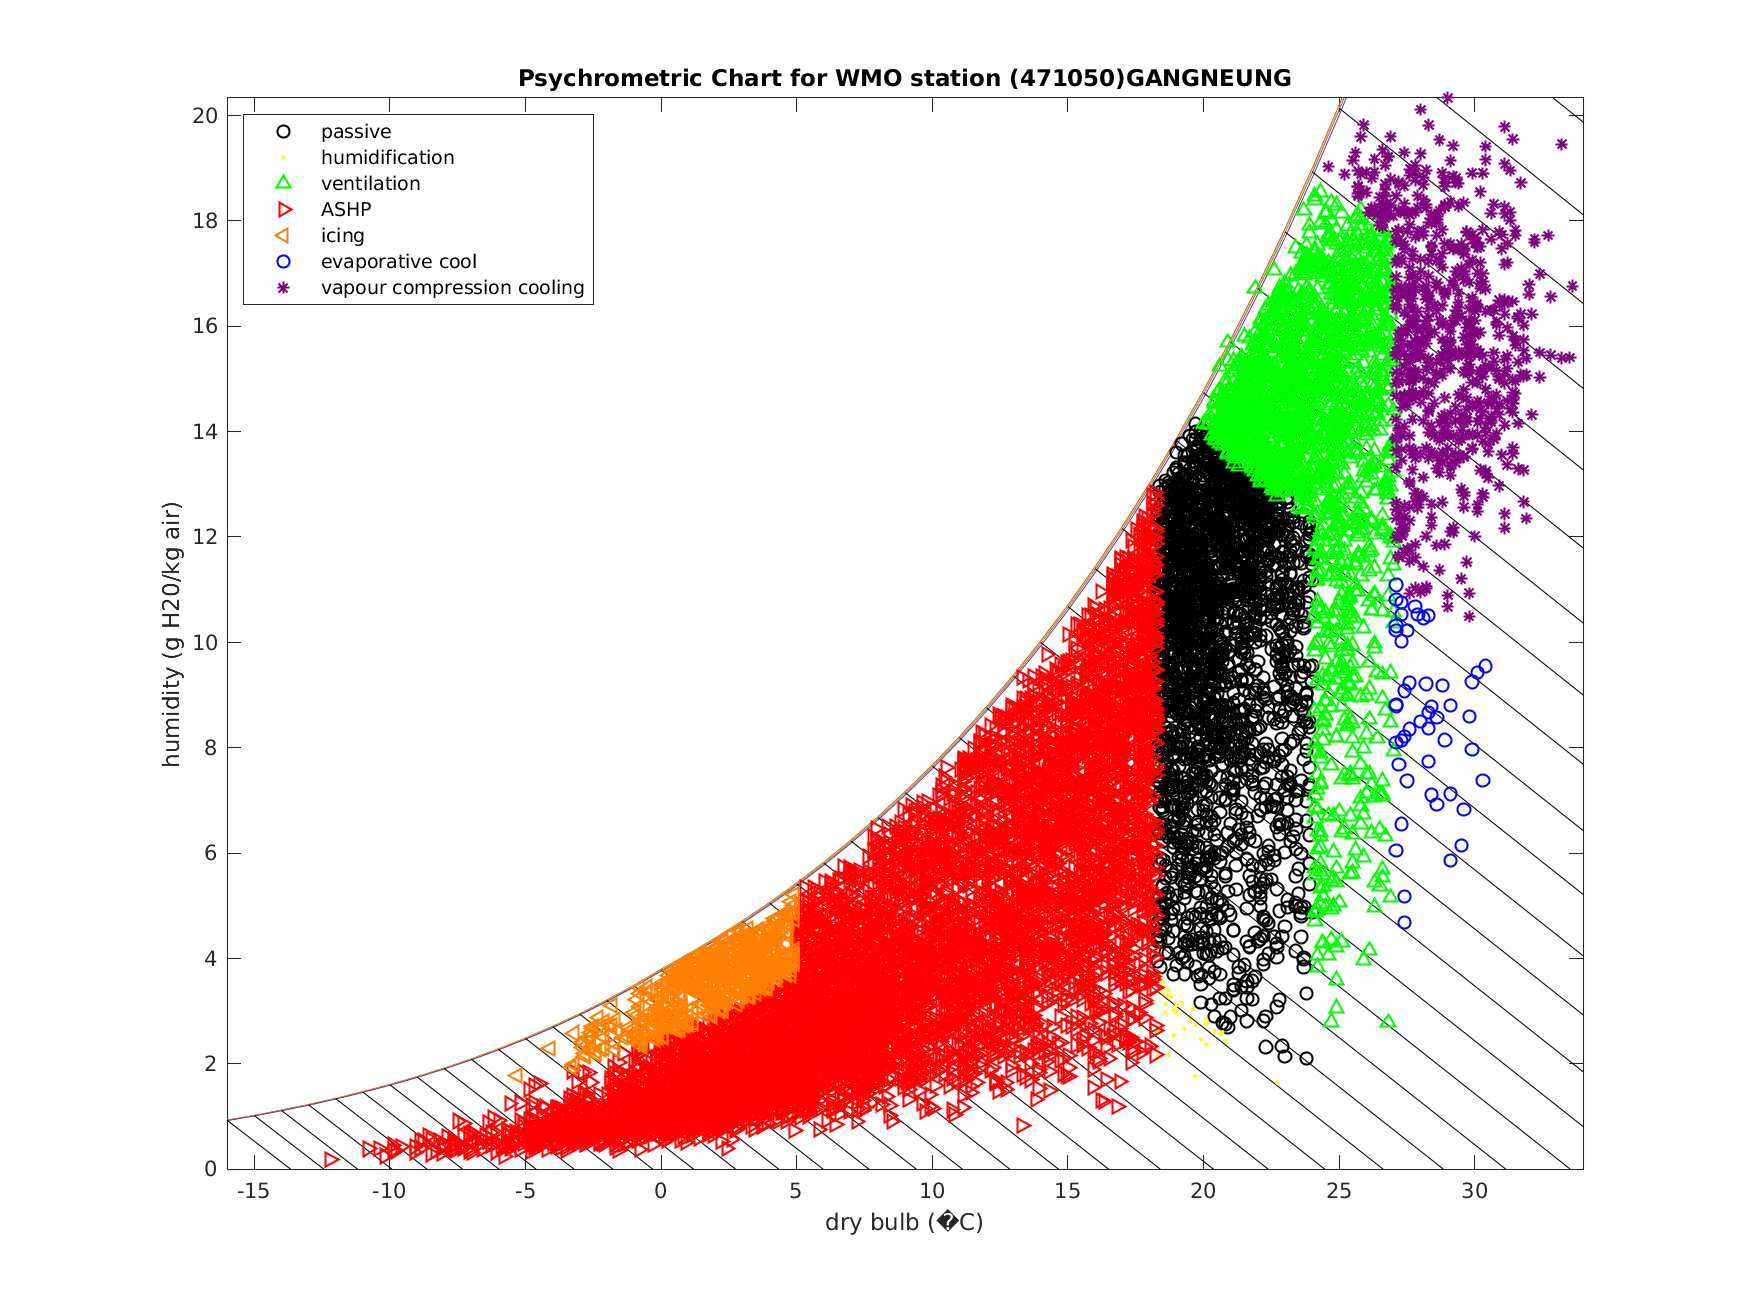 Psychrometric Chart for WMO station (471050)GANGNEUNG
passive
humidification
ventilation
ASHP
icing
evaporative cool
vapour compression cooling
humidity (g H20/kg air)
20
18
16
14
12
10
8
6
4
2
0
-15 -10 -5 0 5 10 15 20 25 30
dry bulb (�C)